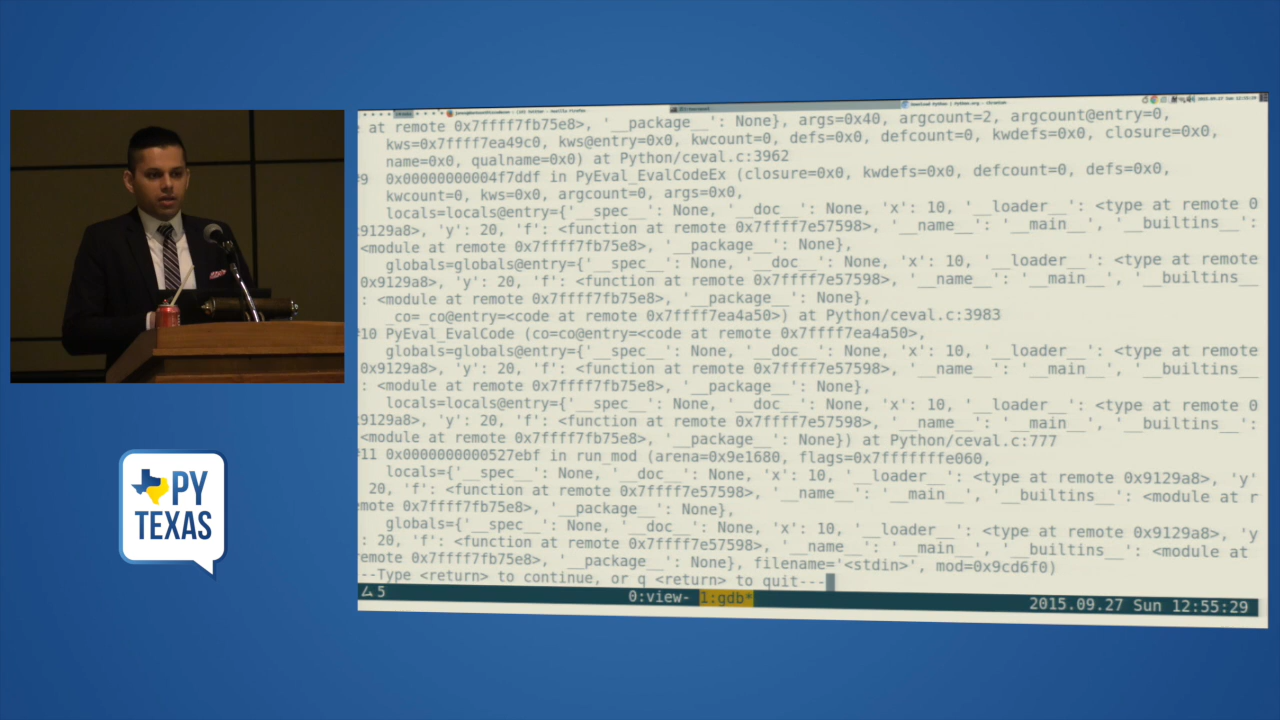 e at remote 0x7ffff7fb75e8>, '__package__': None}, args=0x40, argcount=2, argcount@entry=0,
kws=0x7ffff7ea49c0, kws@entry=0x0, kwcount=0, defs=0x0, defcount=0, kwdefs=0x0, closure=0x0,
name=0x0, qualname=0x0) at Python/ceval.c:3962
#9 0x00000000004f7ddf in PyEval_EvalCodeEx (closure=0x0, kwdefs=0x0, defcount=0, defs=0x0,
kwcount=0, kws=0x0, argcount=0, args=0x0,
locals=locals@entry={'__spec__': None, '__doc__': None, 'x': 10, '__loader__': <type at remote 0
x9129a8>, 'y': 20, 'f': <function at remote 0x7ffff7e57598>, '__name__': '__main__', '__builtins__':
<module at remote 0x7ffff7fb75e8>, '__package__': None},
globals=globals@entry={'__spec__': None, '__doc__': None, 'x': 10, '__loader__': <type at remote
0x9129a8>, 'y': 20, 'f': <function at remote 0x7ffff7e57598>, '__name__': '__main__', '__builtins__
': <module at remote 0x7ffff7fb75e8>, '__package__': None},
_co=_co@entry=<code at remote 0x7ffff7ea4a50>) at Python/ceval.c:3983
#10 PyEval_EvalCode (co=co@entry=<code at remote 0x7ffff7ea4a50>,
globals=globals@entry={'__spec__': None, '__doc__': None, 'x': 10, '__loader__': <type at remote
0x9129a8>, 'y': 20, 'f': <function at remote 0x7ffff7e57598>, '__name__': '__main__', '__builtins__
': <module at remote 0x7ffff7fb75e8>, '__package__': None},
locals=locals@entry={'__spec__': None, '__doc__': None, 'x': 10, '__loader__': <type at remote 0
x9129a8>, 'y': 20, 'f': <function at remote 0x7ffff7e57598>, '__name__': '__main__', '__builtins__':
<module at remote 0x7ffff7fb75e8>, '__package__': None}) at Python/ceval.c:777
#11 0x0000000000527ebf in run_mod (arena=0x9e1680, flags=0x7fffffffe060,
locals={'__spec__': None, '__doc__': None, 'x': 10, '__loader__': <type at remote 0x9129a8>, 'y'
: 20, 'f': <function at remote 0x7ffff7e57598>, '__name__': '__main__', '__builtins__': <module at r
emote 0x7ffff7fb75e8>, '__package__': None},
globals={'__spec__': None, '__doc__': None, 'x': 10, '__loader__': <type at remote 0x9129a8>, 'y
': 20, 'f': <function at remote 0x7ffff7e57598>, '__name__': '__main__', '__builtins__': <module at
remote 0x7ffff7fb75e8>, '__package__': None}, filename='<stdin>', mod=0x9cd6f0)
---Type <return> to continue, or q <return> to quit---
5 0:view- 1:gdb* 2015.09.27 Sun 12:55:29
PY
TEXAS